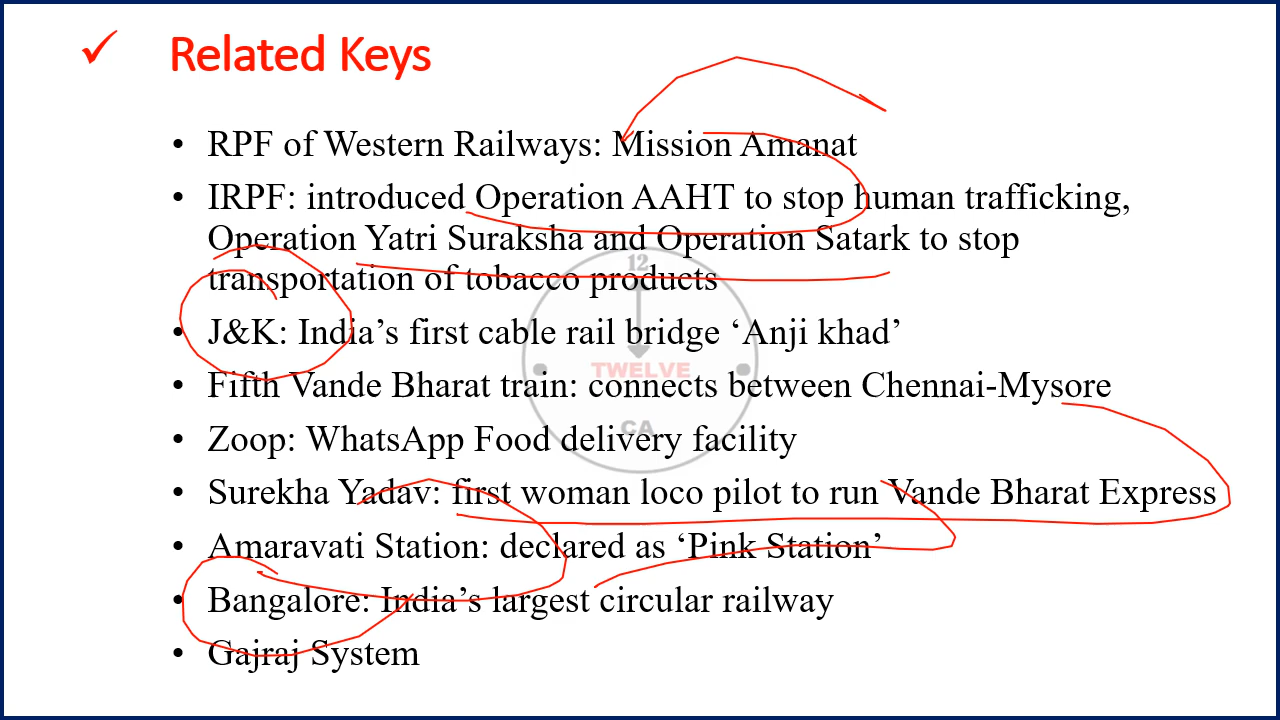 ✓ Related Keys
• RPF of Western Railways: Mission Amanat
• IRPF: introduced Operation AAHT to stop human trafficking,
Operation Yatri Suraksha and Operation Satark to stop
transportation of tobacco products
• J&K: India’s first cable rail bridge ‘Anji khad’
• Fifth Vande Bharat train: connects between Chennai-Mysore
• Zoop: WhatsApp Food delivery facility
• Surekha Yadav: first woman loco pilot to run Vande Bharat Express
• Amaravati Station: declared as ‘Pink Station’
• Bangalore: India’s largest circular railway
• Gajraj System
12
TWELVE
CA